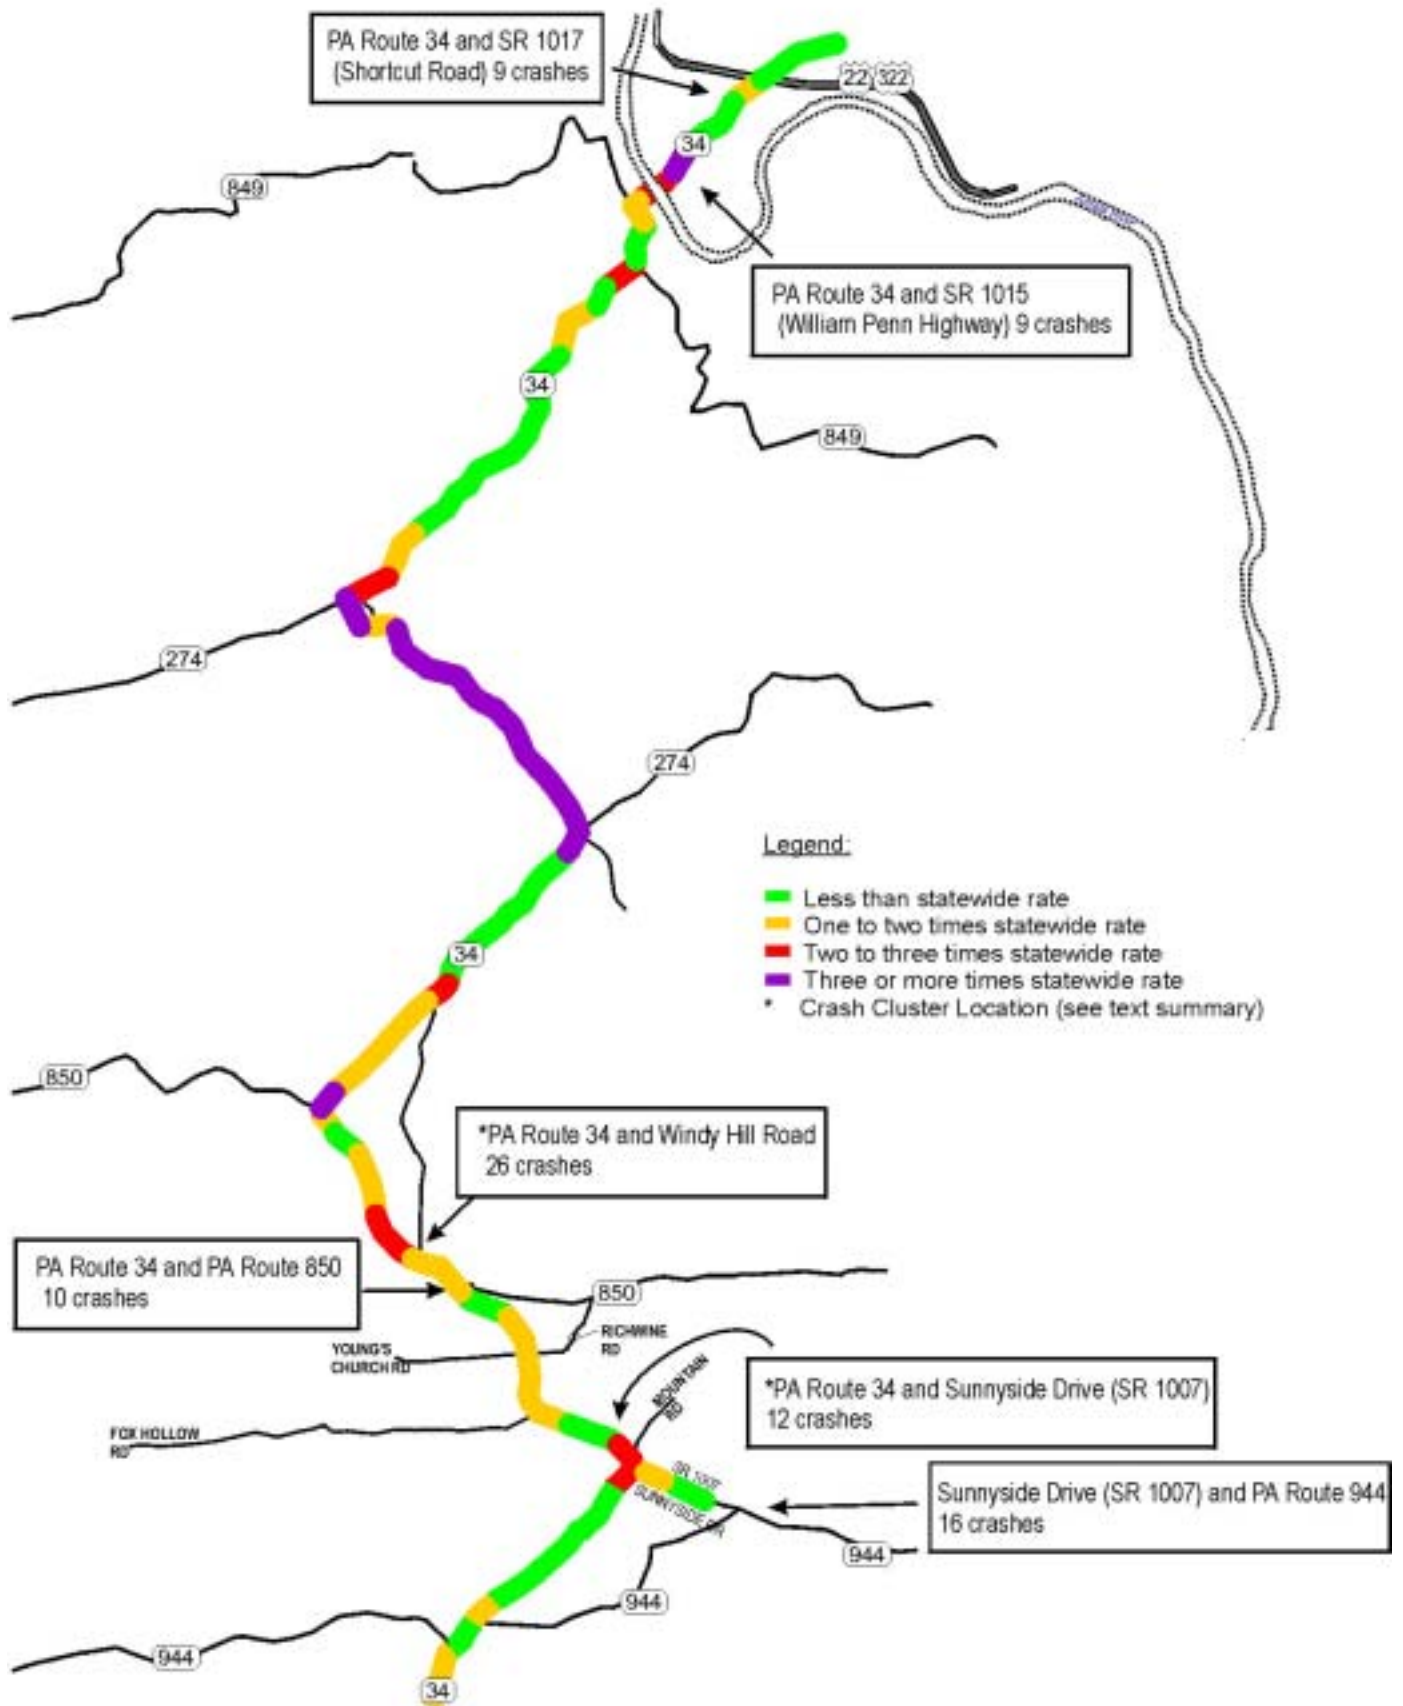 PA Route 34 and SR 1017
(Shortcut Road) 9 crashes
22 322
34
849
PA Route 34 and SR 1015
(William Penn Highway) 9 crashes
34
849
274
274
Legend:
Less than statewide rate
One to two times statewide rate
Two to three times statewide rate
Three or more times statewide rate
* Crash Cluster Location (see text summary)
34
850
*PA Route 34 and Windy Hill Road
26 crashes
PA Route 34 and PA Route 850
10 crashes
850
RICHWINE
RD
YOUNG'S
CHURCH RD
MOUNTAIN
RD
*PA Route 34 and Sunnyside Drive (SR 1007)
12 crashes
FOX HOLLOW
RD
SR 1007
SUNNYSIDE DR
Sunnyside Drive (SR 1007) and PA Route 944
16 crashes
944
944
944
34